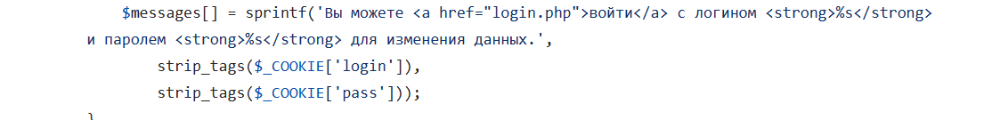 $messages[] = sprintf('Вы можете <a href="login.php">войти</a> с логином <strong>%s</strong>
и паролем <strong>%s</strong> для изменения данных.',
strip_tags($_COOKIE['login']),
strip_tags($_COOKIE['pass']));
}